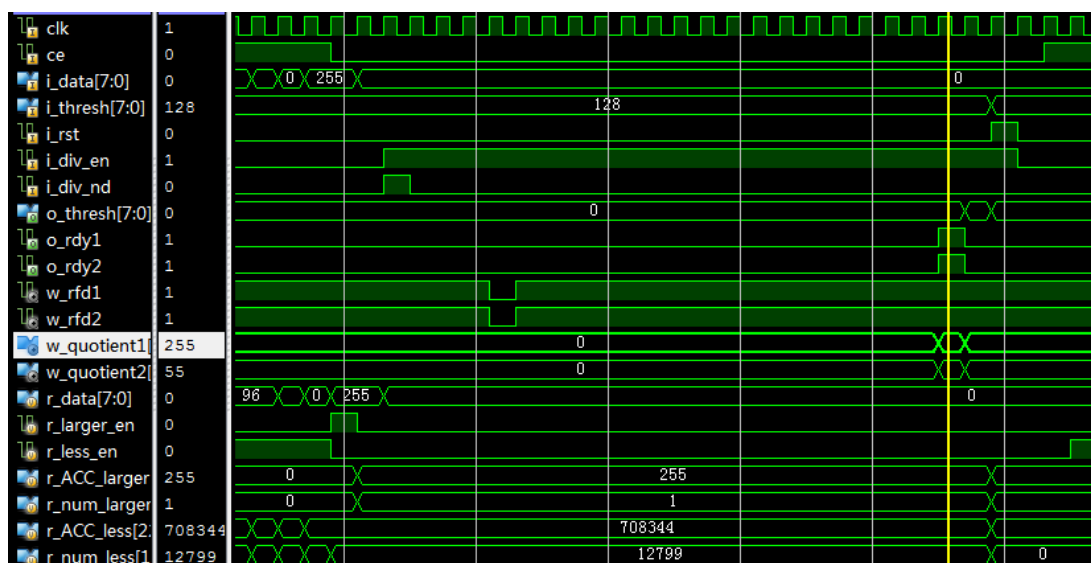 clk 1
ce 0
i_data[7:0] 0 0 255 0
i_thresh[7:0] 128 128
i_rst 0
i_div_en 1
i_div_nd 0
o_thresh[7:0] 0 0
o_rdy1 1
o_rdy2 1
w_rfd1 1
w_rfd2 1
w_quotient1[ 255 0
w_quotient2[ 55 0
r_data[7:0] 0 96 0 255 0
r_larger_en 0
r_less_en 0
r_ACC_larger 255 0 255
r_num_larger 1 0 1
r_ACC_less[2: 708344 708344
r_num_less[1 12799 12799 0